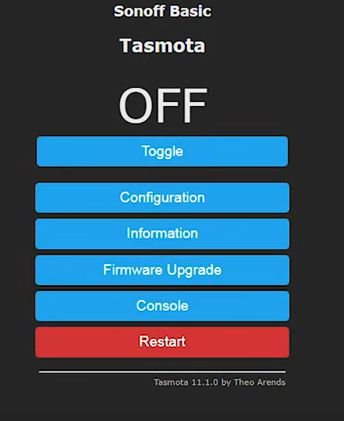 Sonoff Basic
Tasmota
OFF
Toggle
Configuration
Information
Firmware Upgrade
Console
Restart
Tasmota 11.1.0 by Theo Arends